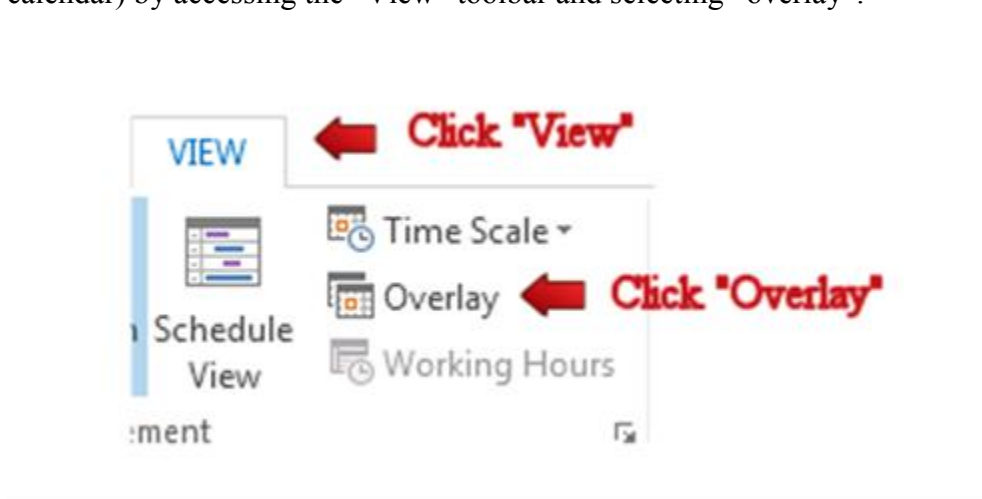 calendar) by accessing the "View" toolbar and selecting "overlay".
VIEW
Click "View"
Time Scale
Overlay
Click "Overlay"
Schedule
View
Working Hours
ement